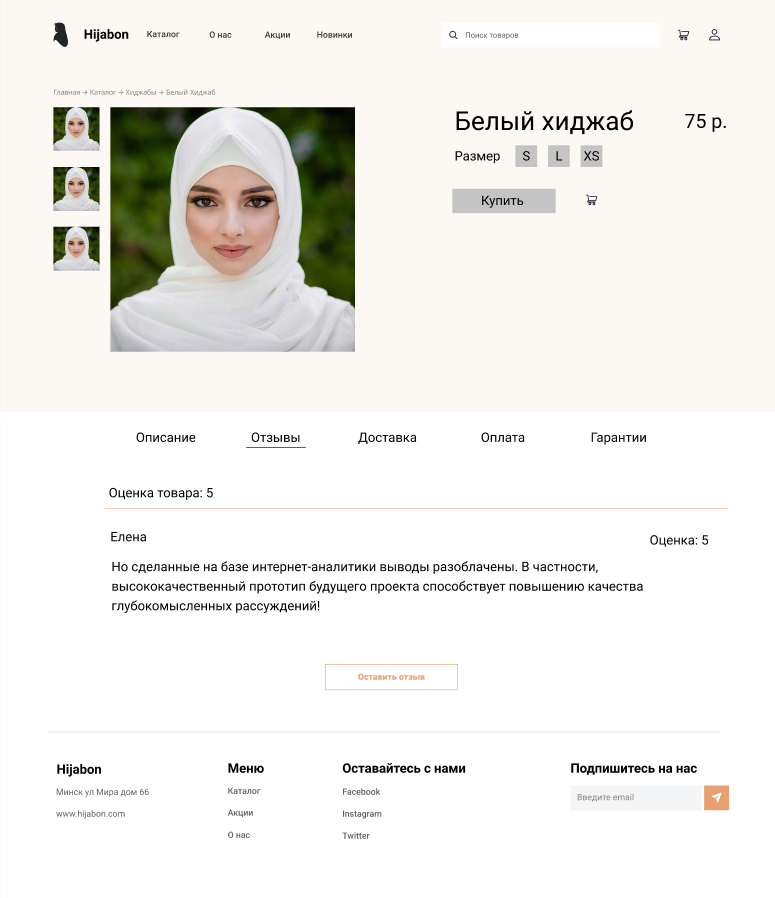 Hijabon
Каталог
О нас
Акции
Новинки
Поиск товаров
Главная → Каталог → Хиджабы → Белый Хиджаб
Белый хиджаб
75 р.
Размер
S
L
XS
Купить
Описание
Отзывы
Доставка
Оплата
Гарантии
Оценка товара: 5
Елена
Оценка: 5
Но сделанные на базе интернет-аналитики выводы разоблачены. В частности,
высококачественный прототип будущего проекта способствует повышению качества
глубокомысленных рассуждений!
Оставить отзыв
Hijabon
Минск ул Мира дом 66
www.hijabon.com
Меню
Каталог
Акции
О нас
Оставайтесь с нами
Facebook
Instagram
Twitter
Подпишитесь на нас
Введите email